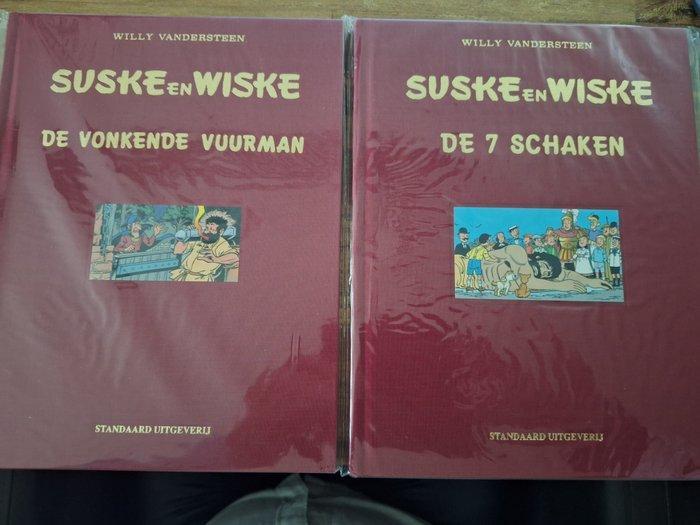 WILLY VANDERSTEEN
SUSKE EN WISKE
DE VONKENDE VUURMAN
STANDAARD UITGEVERIJ
WILLY VANDERSTEEN
SUSKE EN WISKE
DE 7 SCHAKEN
STANDAARD UITGEVERIJ